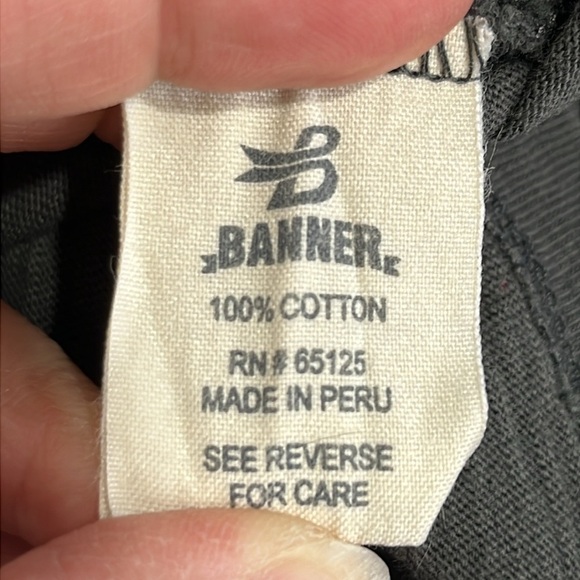 B
BANNER
100% COTTON
RN# 65125
MADE IN PERU
SEE REVERSE
FOR CARE